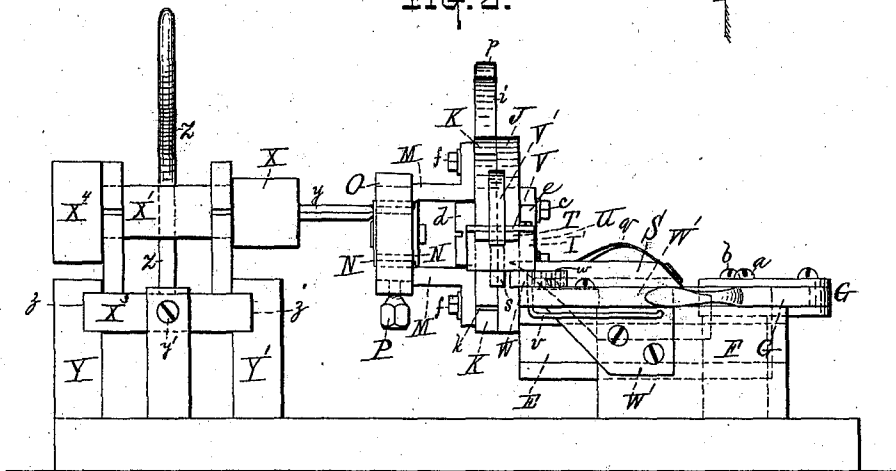 FIG. 2.
p
i
K
J
V'
V
M
f
Z
X
O
y
d
e
c
T
U
I
q
S
W'
X⁴
X'
N
N
w
b
a
G
z
z
z'
X³
y'
Y
Y'
M
f
P
k
K
s
W
v
E
W'
F
G